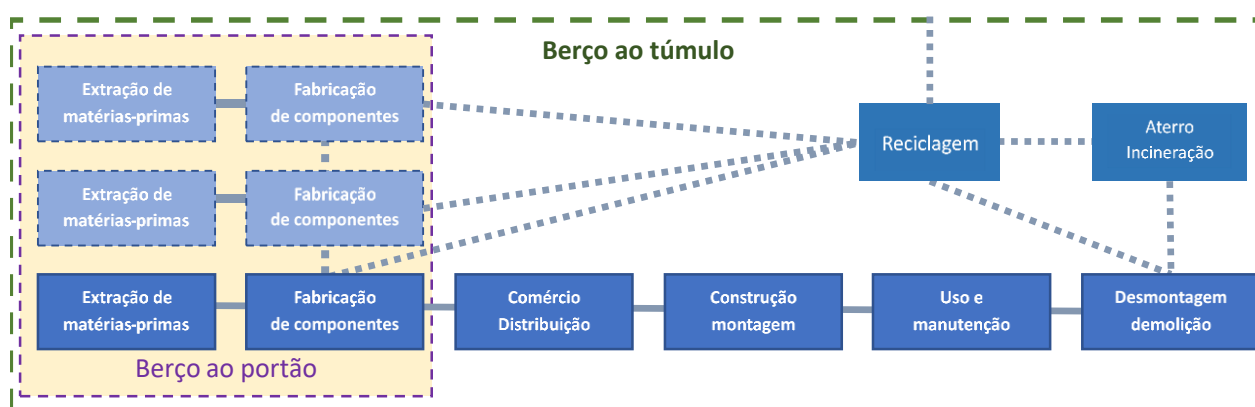 Berço ao túmulo
Extração de
matérias-primas
Fabricação
de componentes
Reciclagem
Aterro
Incineração
Extração de
matérias-primas
Fabricação
de componentes
Extração de
matérias-primas
Fabricação
de componentes
Comércio
Distribuição
Construção
montagem
Uso e
manutenção
Desmontagem
demolição
Berço ao portão